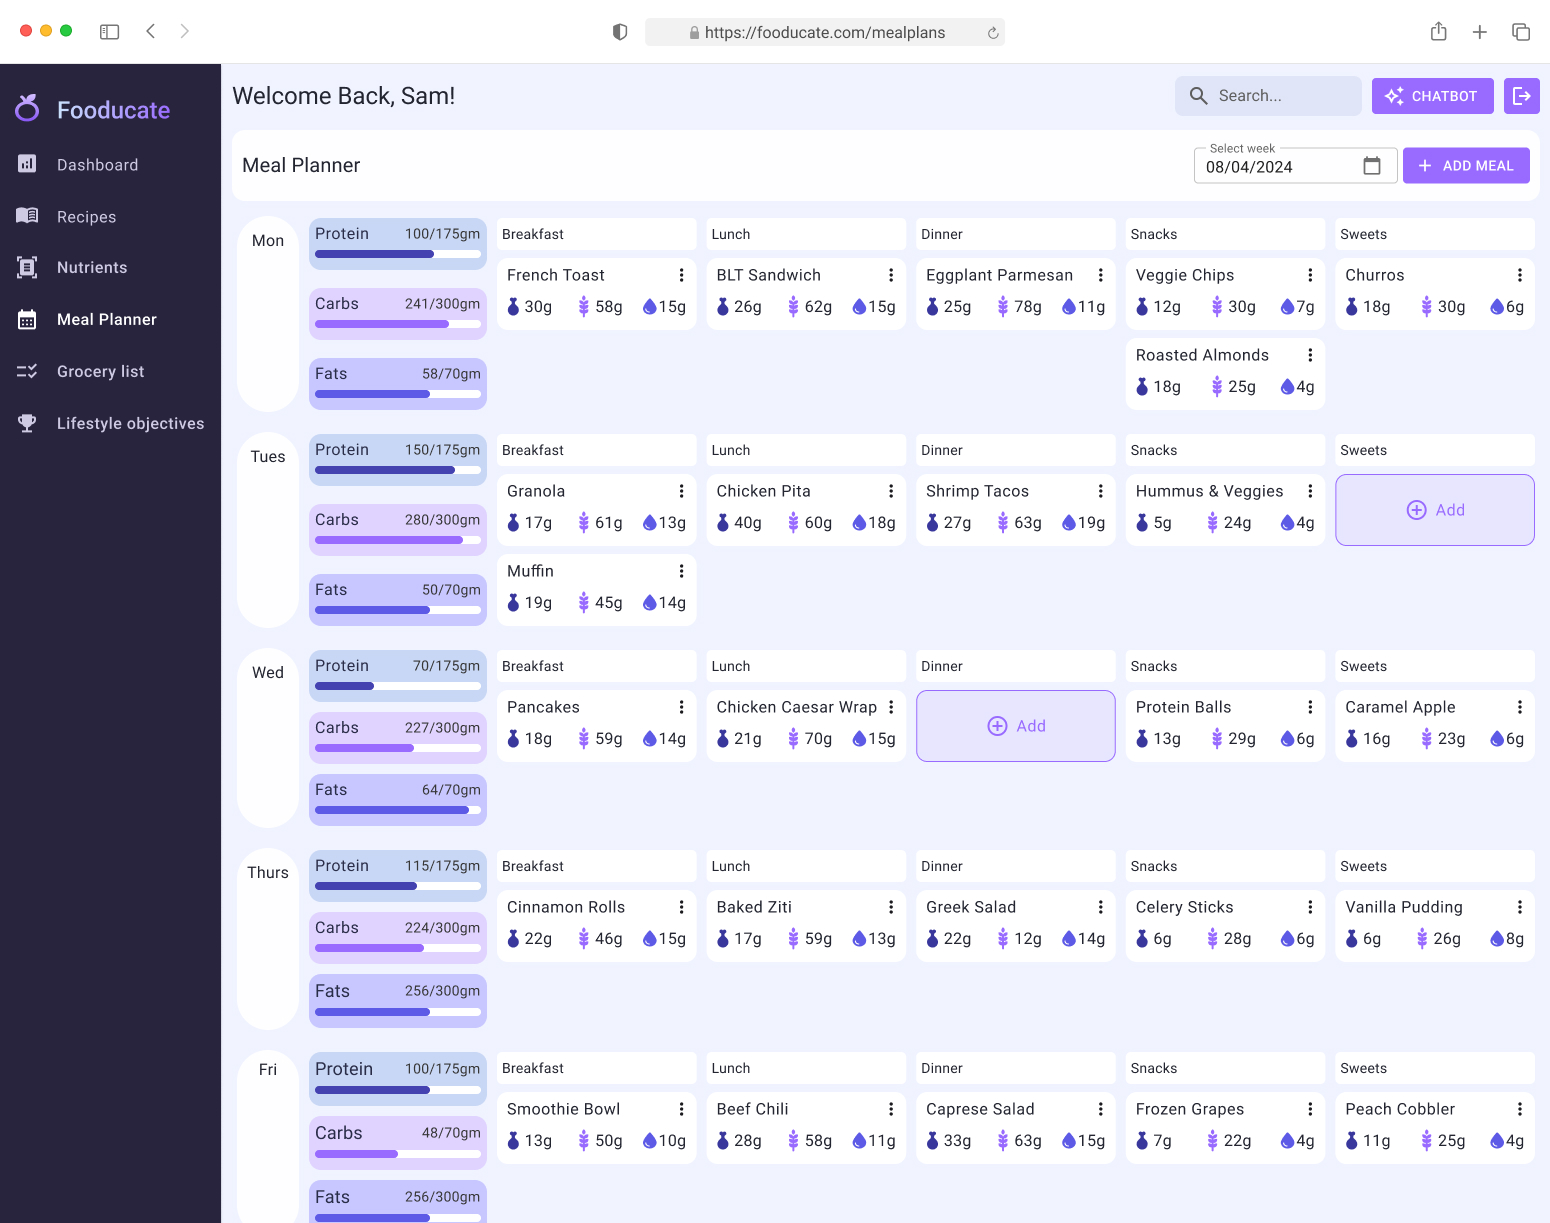 https://fooducate.com/mealplans
Fooducate
Dashboard
Recipes
Nutrients
Meal Planner
Grocery list
Lifestyle objectives
Welcome Back, Sam!
Search...
CHATBOT
Meal Planner
Select week
08/04/2024
ADD MEAL
Mon
Protein 100/175gm
Carbs 241/300gm
Fats 58/70gm
Breakfast
French Toast
30g 58g 15g
Lunch
BLT Sandwich
26g 62g 15g
Dinner
Eggplant Parmesan
25g 78g 11g
Snacks
Veggie Chips
12g 30g 7g
Roasted Almonds
18g 25g 4g
Sweets
Churros
18g 30g 6g
Tues
Protein 150/175gm
Carbs 280/300gm
Fats 50/70gm
Breakfast
Granola
17g 61g 13g
Muffin
19g 45g 14g
Lunch
Chicken Pita
40g 60g 18g
Dinner
Shrimp Tacos
27g 63g 19g
Snacks
Hummus & Veggies
5g 24g 4g
Sweets
Add
Wed
Protein 70/175gm
Carbs 227/300gm
Fats 64/70gm
Breakfast
Pancakes
18g 59g 14g
Lunch
Chicken Caesar Wrap
21g 70g 15g
Dinner
Add
Snacks
Protein Balls
13g 29g 6g
Sweets
Caramel Apple
16g 23g 6g
Thurs
Protein 115/175gm
Carbs 224/300gm
Fats 256/300gm
Breakfast
Cinnamon Rolls
22g 46g 15g
Lunch
Baked Ziti
17g 59g 13g
Dinner
Greek Salad
22g 12g 14g
Snacks
Celery Sticks
6g 28g 6g
Sweets
Vanilla Pudding
6g 26g 8g
Fri
Protein 100/175gm
Carbs 48/70gm
Fats 256/300gm
Breakfast
Smoothie Bowl
13g 50g 10g
Lunch
Beef Chili
28g 58g 11g
Dinner
Caprese Salad
33g 63g 15g
Snacks
Frozen Grapes
7g 22g 4g
Sweets
Peach Cobbler
11g 25g 4g